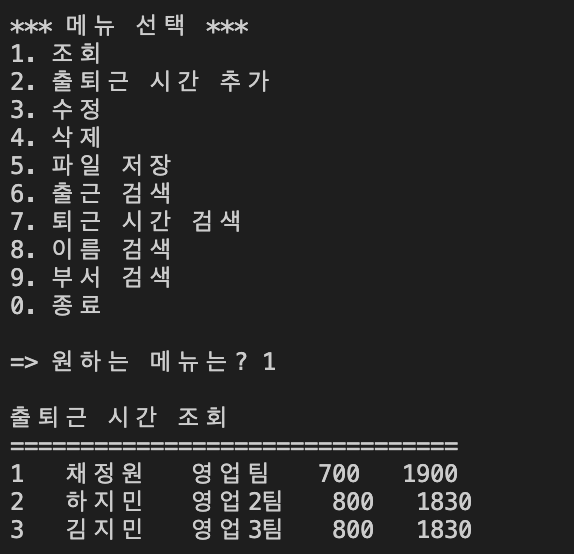 *** 메뉴 선택 ***
1. 조회
2. 출퇴근 시간 추가
3. 수정
4. 삭제
5. 파일 저장
6. 출근 검색
7. 퇴근 시간 검색
8. 이름 검색
9. 부서 검색
0. 종료
=> 원하는 메뉴는? 1
출퇴근 시간 조회
================================
1 채정원 영업팀 700 1900
2 하지민 영업2팀 800 1830
3 김지민 영업3팀 800 1830